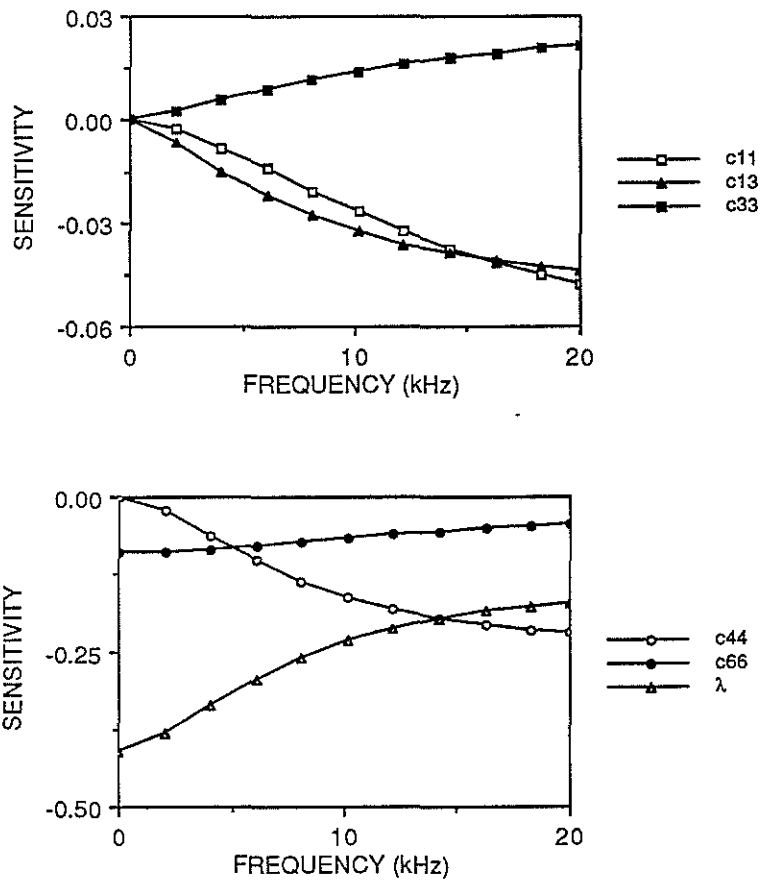 0.03
0.00
-0.03
-0.06
SENSITIVITY
0
10
20
FREQUENCY (kHz)
c11
c13
c33
0.00
-0.25
-0.50
SENSITIVITY
0
10
20
FREQUENCY (kHz)
c44
c66
λ